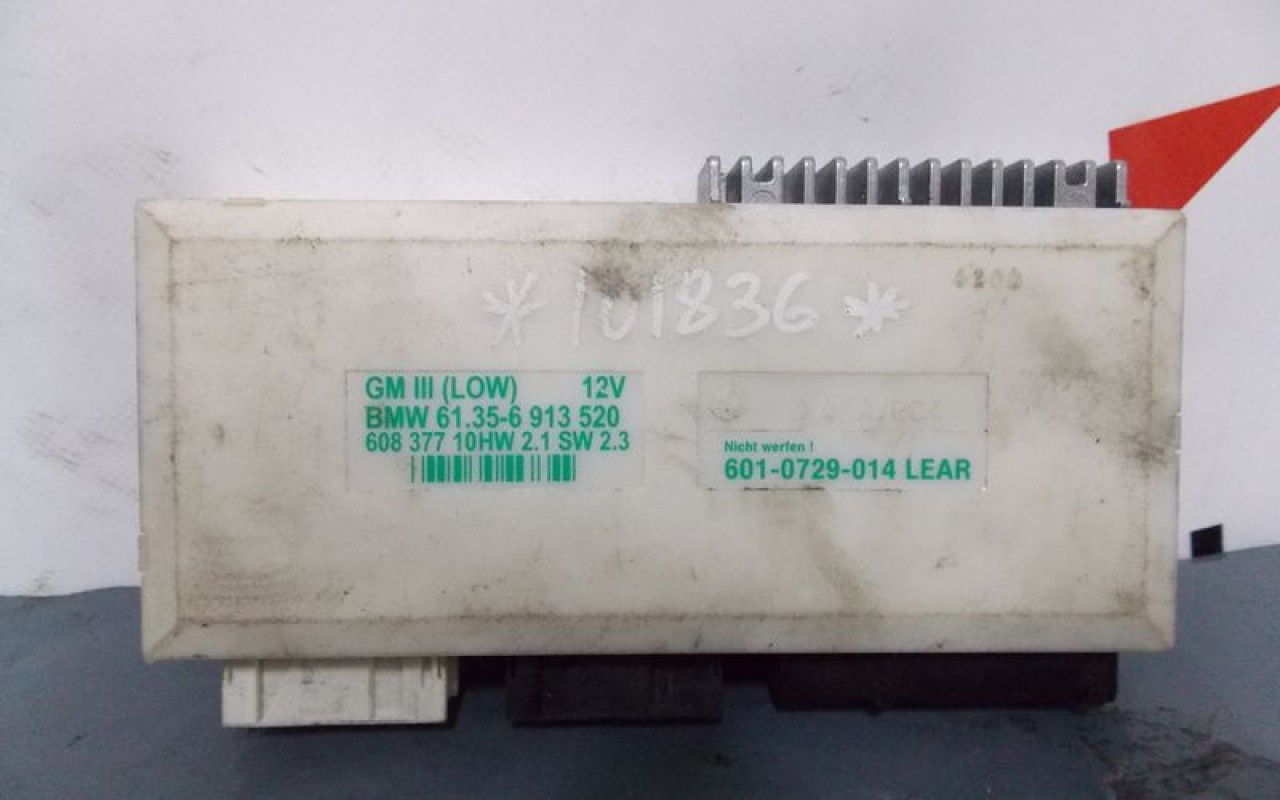 * 101836 *
GM III (LOW) 12V
BMW 61.35-6 913 520
608 377 10HW 2.1 SW 2.3
Nicht werfen !
601-0729-014 LEAR